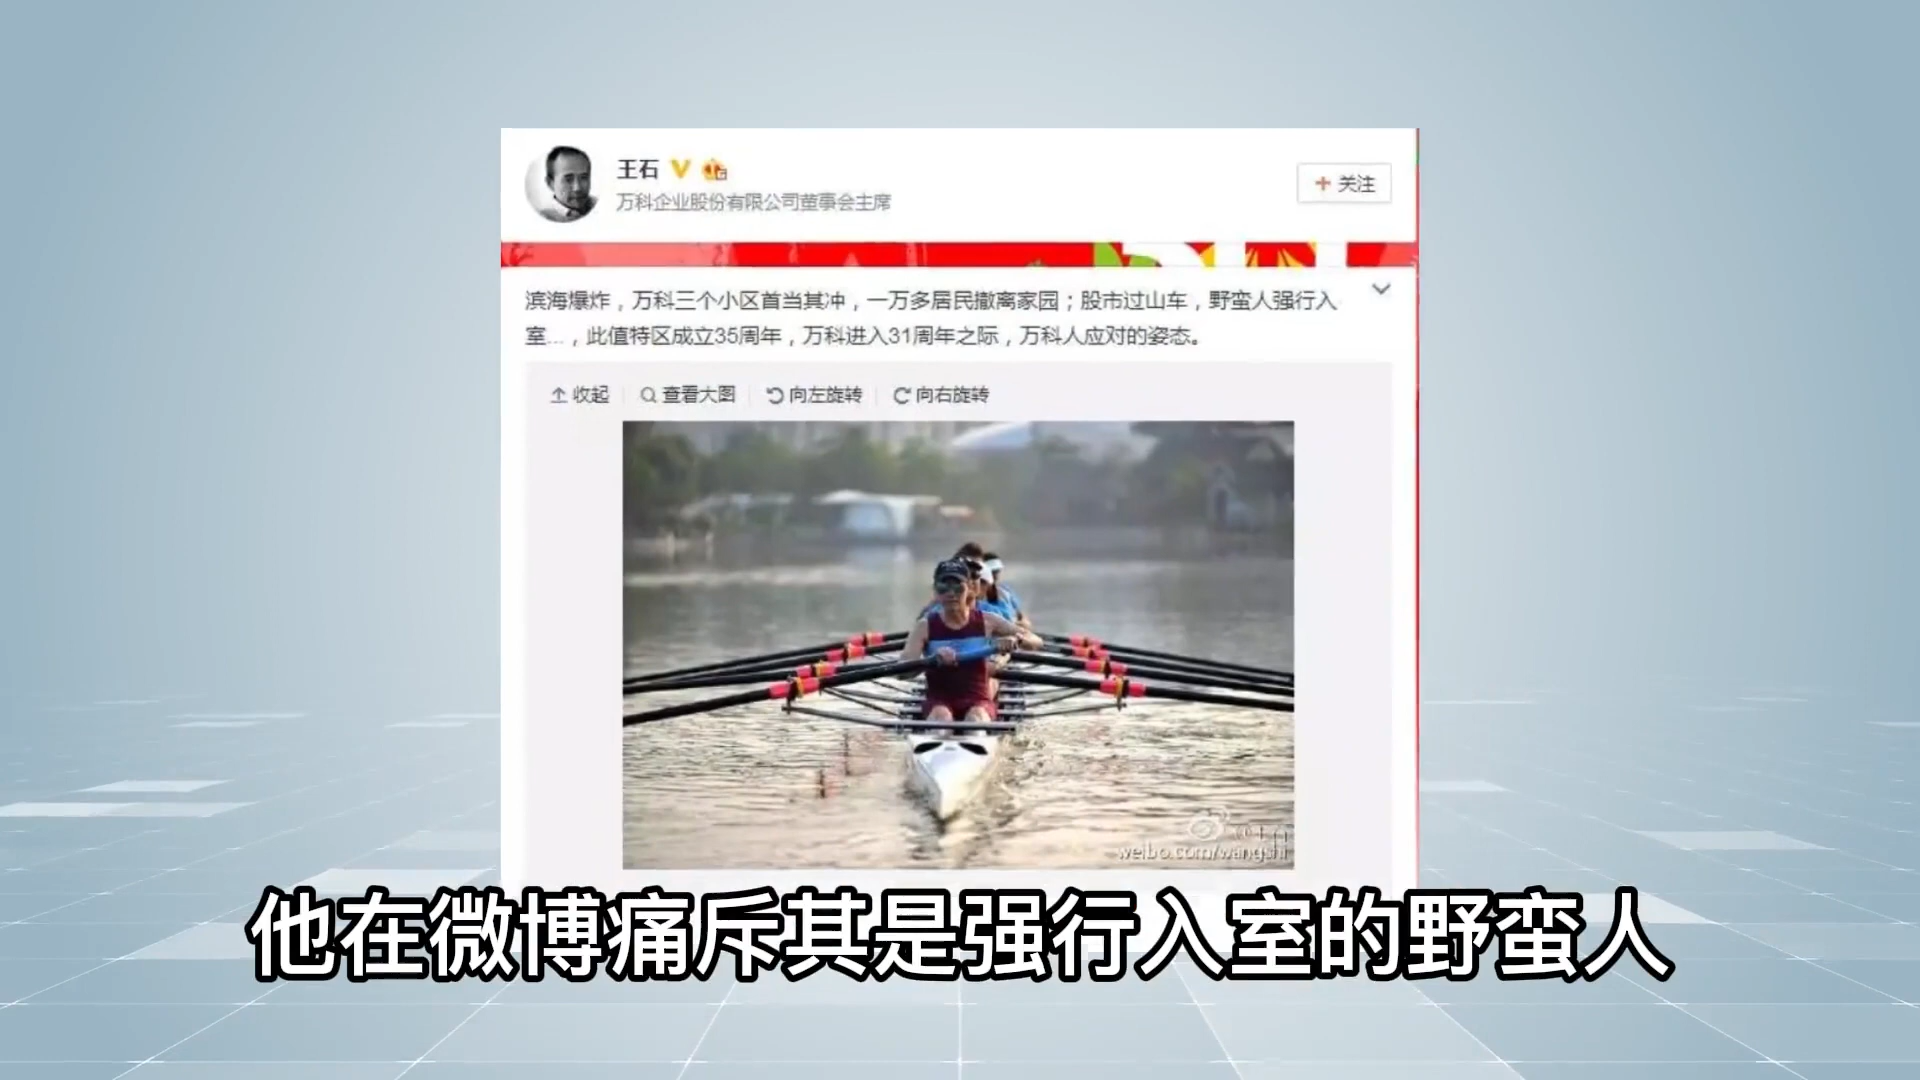 王石
万科企业股份有限公司董事会主席
+ 关注
滨海爆炸，万科三个小区首当其冲，一万多居民撤离家园；股市过山车，野蛮人强行入
室...，此值特区成立35周年，万科进入31周年之际，万科人应对的姿态。
收起 查看大图 向左旋转 向右旋转
weibo.com/wangshi
他在微博痛斥其是强行入室的野蛮人